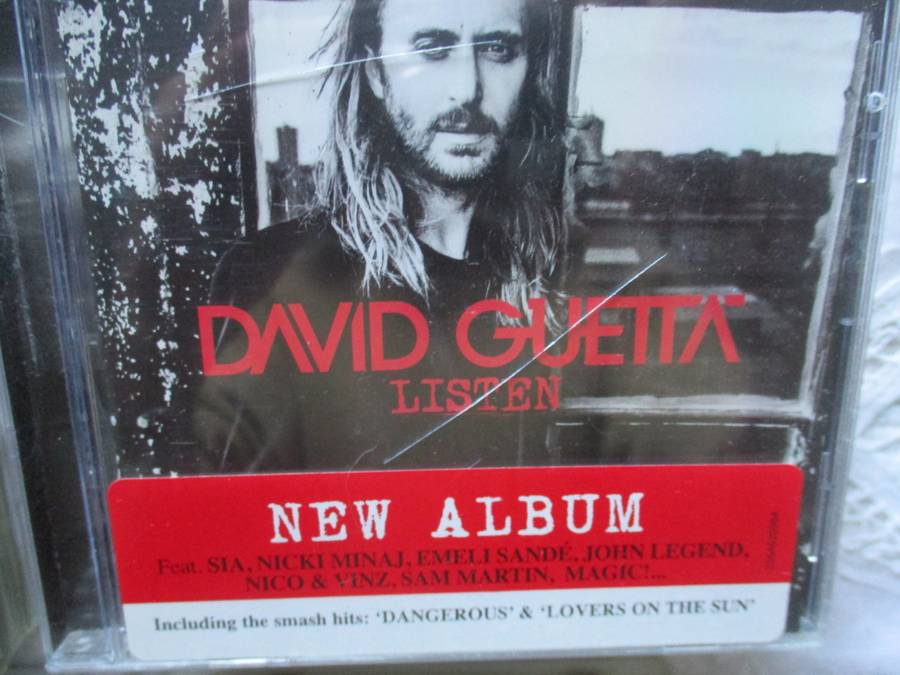 DAVID GUETTA
LISTEN
NEW ALBUM
Feat. SIA, NICKI MINAJ, EMELI SANDÉ, JOHN LEGEND,
NICO & VINZ, SAM MARTIN, MAGIC!...
Including the smash hits: ‘DANGEROUS’ & ‘LOVERS ON THE SUN’